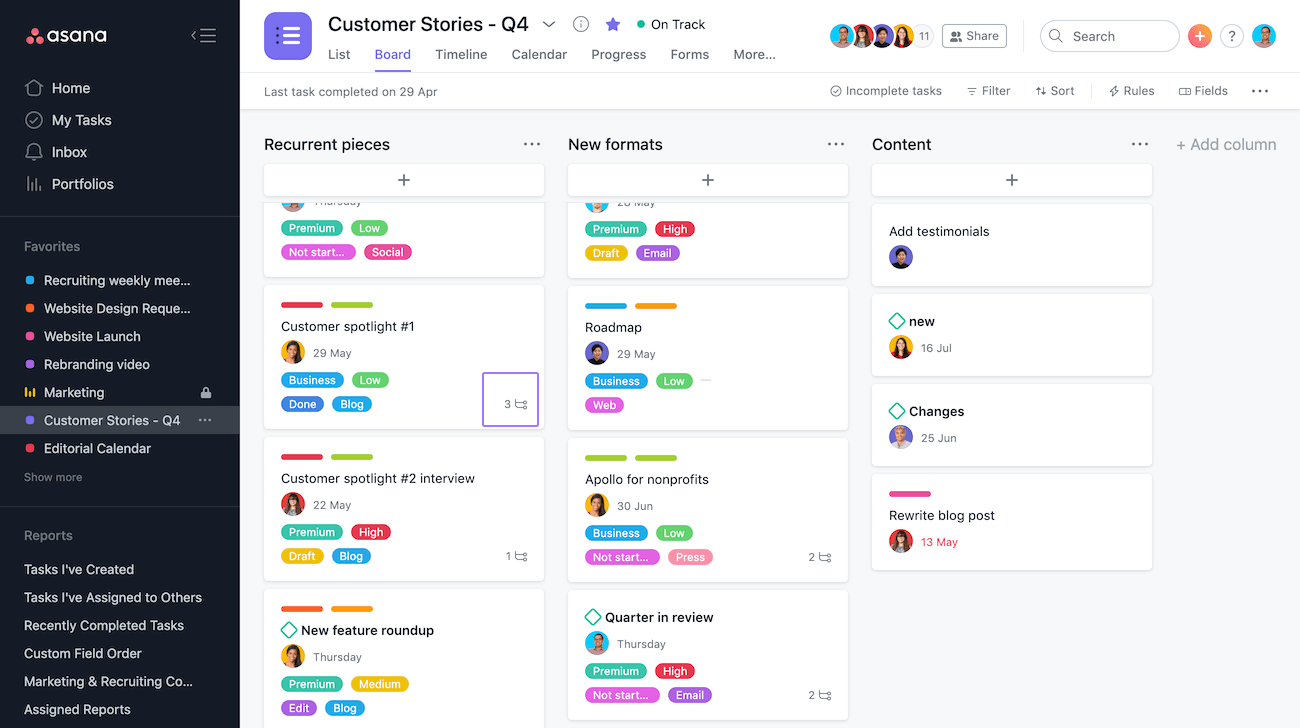 asana
Home
My Tasks
Inbox
Portfolios
Favorites
Recruiting weekly mee...
Website Design Reque...
Website Launch
Rebranding video
Marketing
Customer Stories - Q4
Editorial Calendar
Show more
Reports
Tasks I've Created
Tasks I've Assigned to Others
Recently Completed Tasks
Custom Field Order
Marketing & Recruiting Co...
Assigned Reports
Customer Stories - Q4
On Track
List Board Timeline Calendar Progress Forms More...
11
Share
Search
?
Last task completed on 29 Apr
Incomplete tasks
Filter
Sort
Rules
Fields
Recurrent pieces
+
Thursday
Premium Low
Not start... Social
Customer spotlight #1
29 May
Business Low
Done Blog
3
Customer spotlight #2 interview
22 May
Premium High
Draft Blog
1
New feature roundup
Thursday
Premium Medium
Edit Blog
New formats
+
28 May
Premium High
Draft Email
Roadmap
29 May
Business Low
Web
Apollo for nonprofits
30 Jun
Business Low
Not start... Press
2
Quarter in review
Thursday
Premium High
Not start... Email
2
Content
+
Add testimonials
new
16 Jul
Changes
25 Jun
Rewrite blog post
13 May
+ Add column